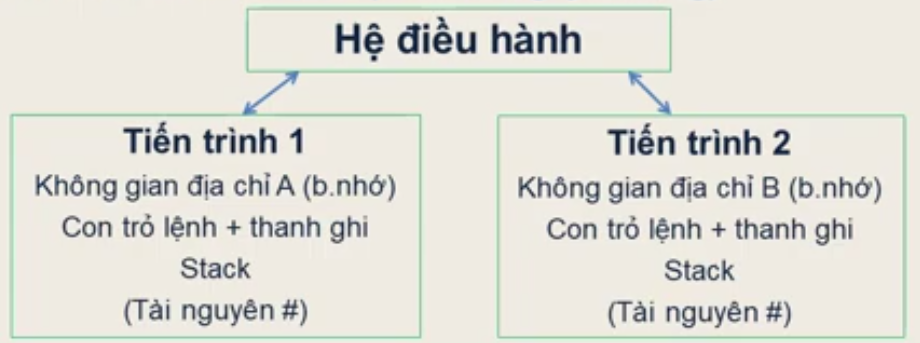 Hệ điều hành
Tiến trình 1
Không gian địa chỉ A (b.nhớ)
Con trỏ lệnh + thanh ghi
Stack
(Tài nguyên #)
Tiến trình 2
Không gian địa chỉ B (b.nhớ)
Con trỏ lệnh + thanh ghi
Stack
(Tài nguyên #)